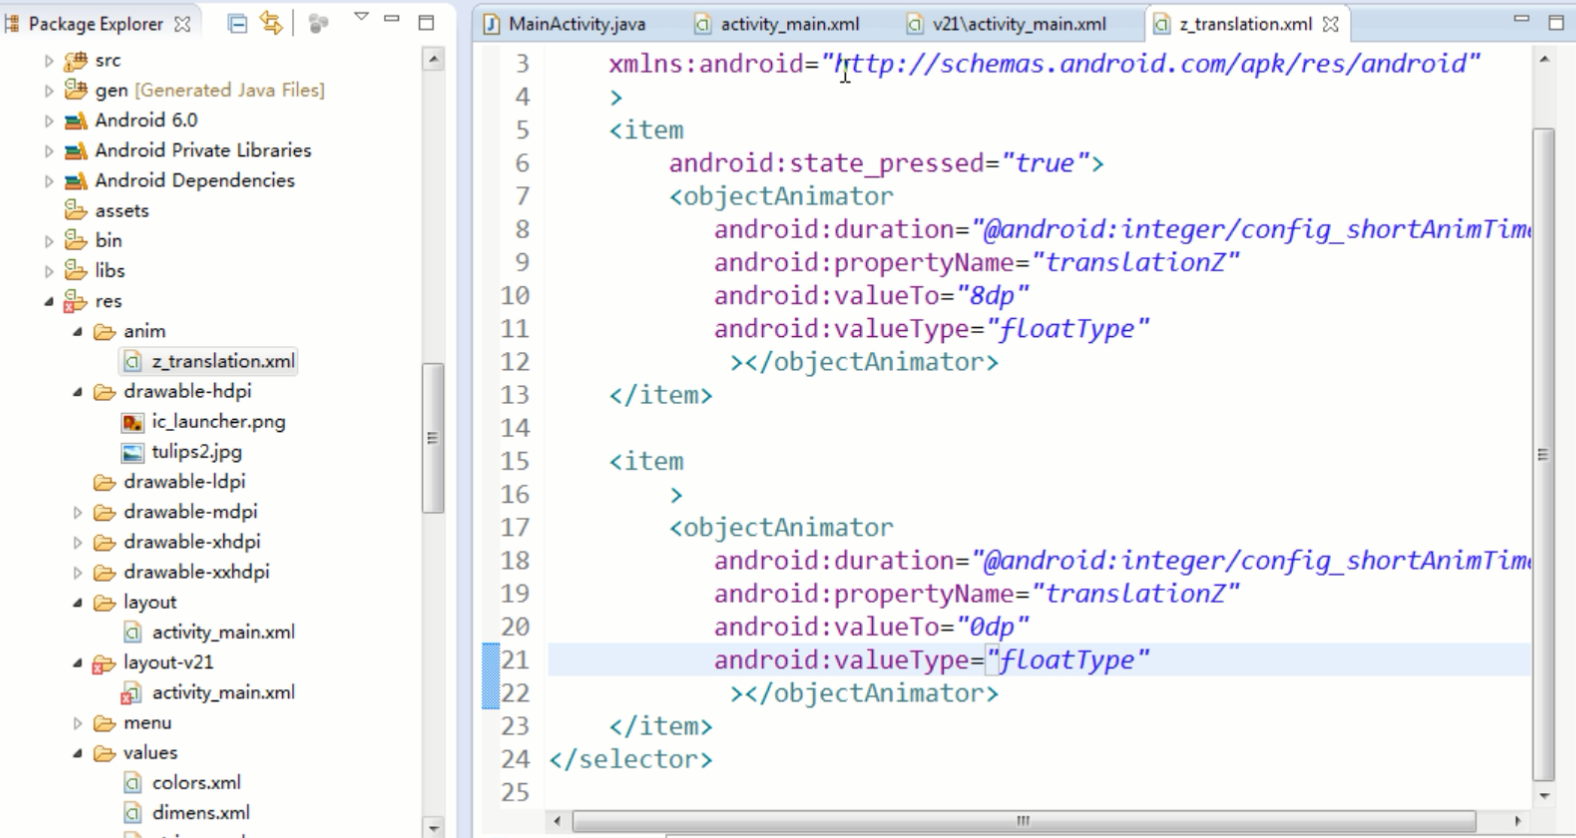 Package Explorer
src
gen [Generated Java Files]
Android 6.0
Android Private Libraries
Android Dependencies
assets
bin
libs
res
anim
z_translation.xml
drawable-hdpi
ic_launcher.png
tulips2.jpg
drawable-ldpi
drawable-mdpi
drawable-xhdpi
drawable-xxhdpi
layout
activity_main.xml
layout-v21
activity_main.xml
menu
values
colors.xml
dimens.xml
MainActivity.java activity_main.xml v21\activity_main.xml z_translation.xml
3 xmlns:android="http://schemas.android.com/apk/res/android"
4 >
5 <item
6 android:state_pressed="true">
7 <objectAnimator
8 android:duration="@android:integer/config_shortAnimTime
9 android:propertyName="translationZ"
10 android:valueTo="8dp"
11 android:valueType="floatType"
12 ></objectAnimator>
13 </item>
14
15 <item
16 >
17 <objectAnimator
18 android:duration="@android:integer/config_shortAnimTime
19 android:propertyName="translationZ"
20 android:valueTo="0dp"
21 android:valueType="floatType"
22 ></objectAnimator>
23 </item>
24 </selector>
25